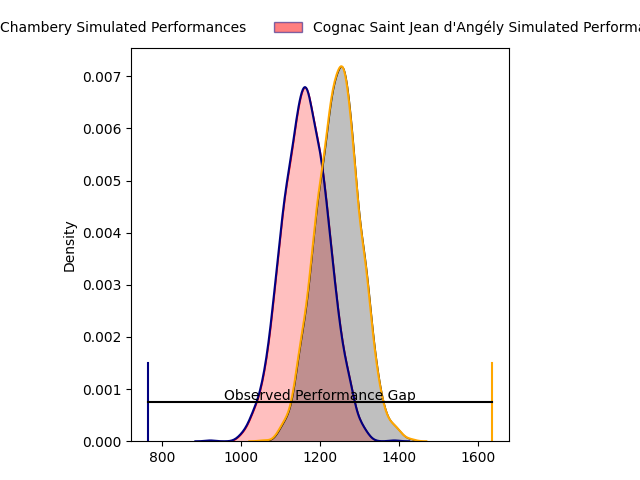 Chambery Simulated Performances
Cognac Saint Jean d'Angély Simulated
0.007
0.006
0.005
0.004
0.003
0.002
0.001
0.000
Density
Observed Performance Gap
800 1000 1200 1400 1600